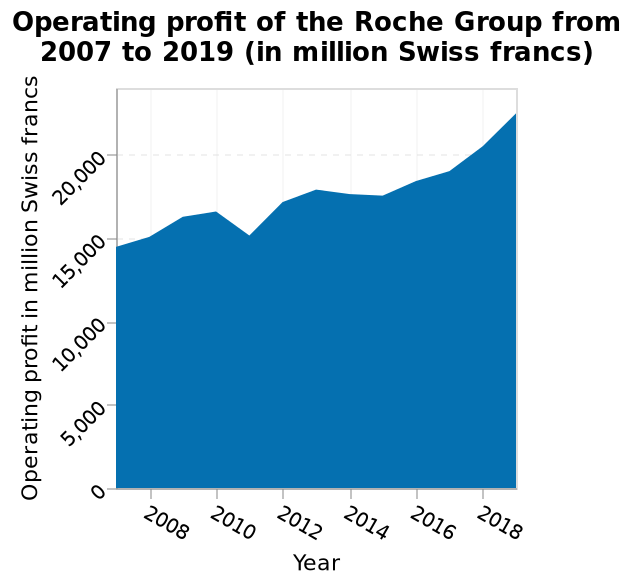 Operating profit of the Roche Group from
2007 to 2019 (in million Swiss francs)
Operating profit in million Swiss francs
20,000
15,000
10,000
5,000
0
2008
2010
2012
2014
2016
2018
Year